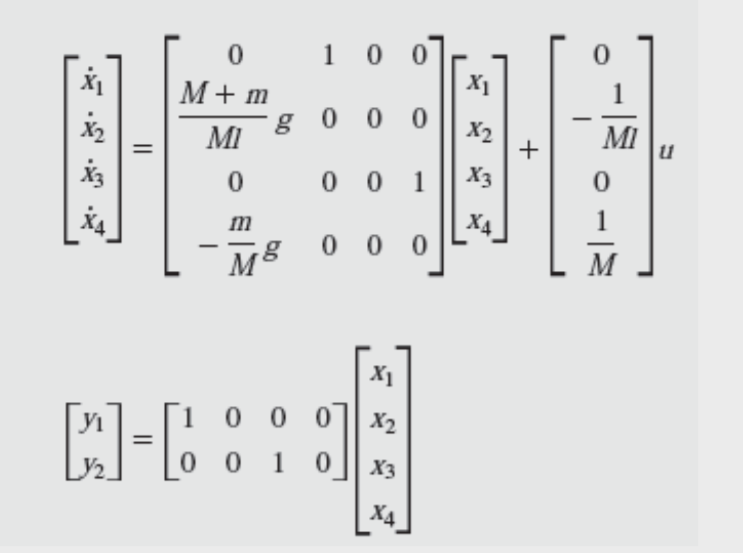 [ẋ₁; ẋ₂; ẋ₃; ẋ₄] = [0 1 0 0; (M + m)/(Ml) g 0 0 0; 0 0 0 1; −(m/M)g 0 0 0] [x₁; x₂; x₃; x₄] + [0; −1/(Ml); 0; 1/M] u
[y₁; y₂] = [1 0 0 0; 0 0 1 0] [x₁; x₂; x₃; x₄]